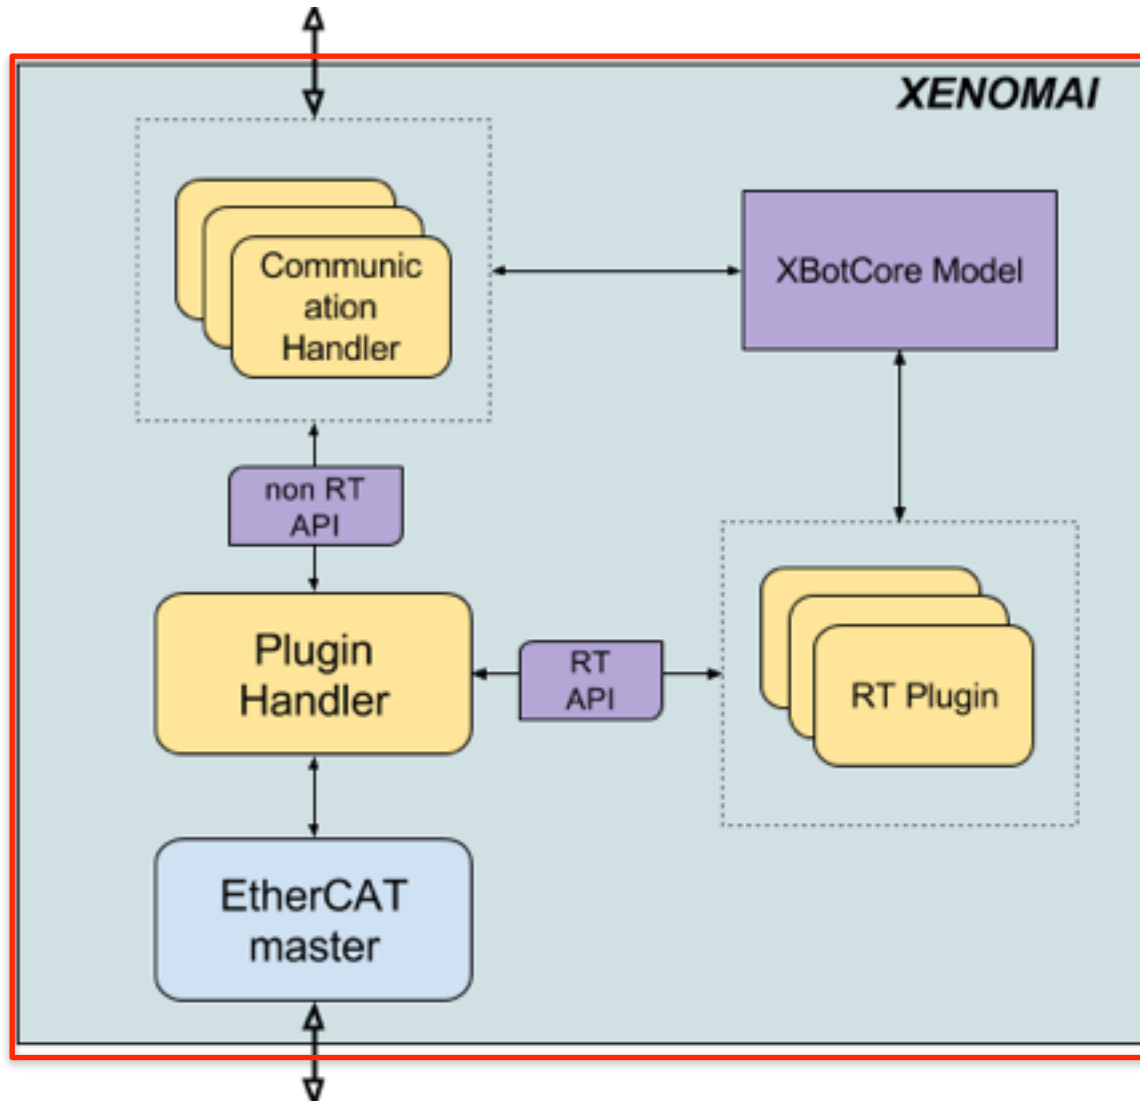 XENOMAI
Communic
ation
Handler
XBotCore Model
non RT
API
Plugin
Handler
RT
API
RT Plugin
EtherCAT
master